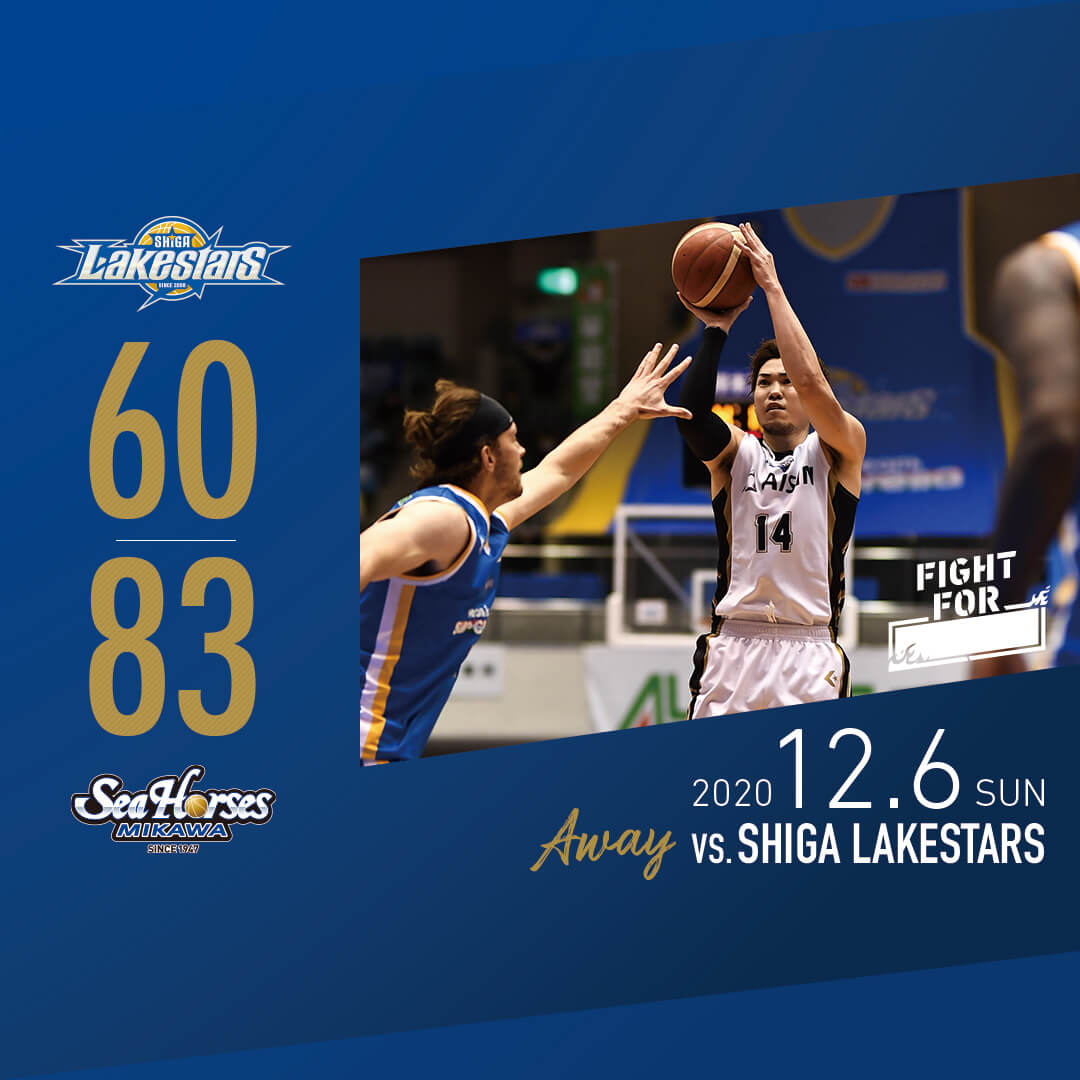 SHIGA
Lakestars
SINCE 2008
60
83
SeaHorses
MIKAWA
SINCE 1947
14
FIGHT
FOR
2020 12.6 SUN
Away vs. SHIGA LAKESTARS